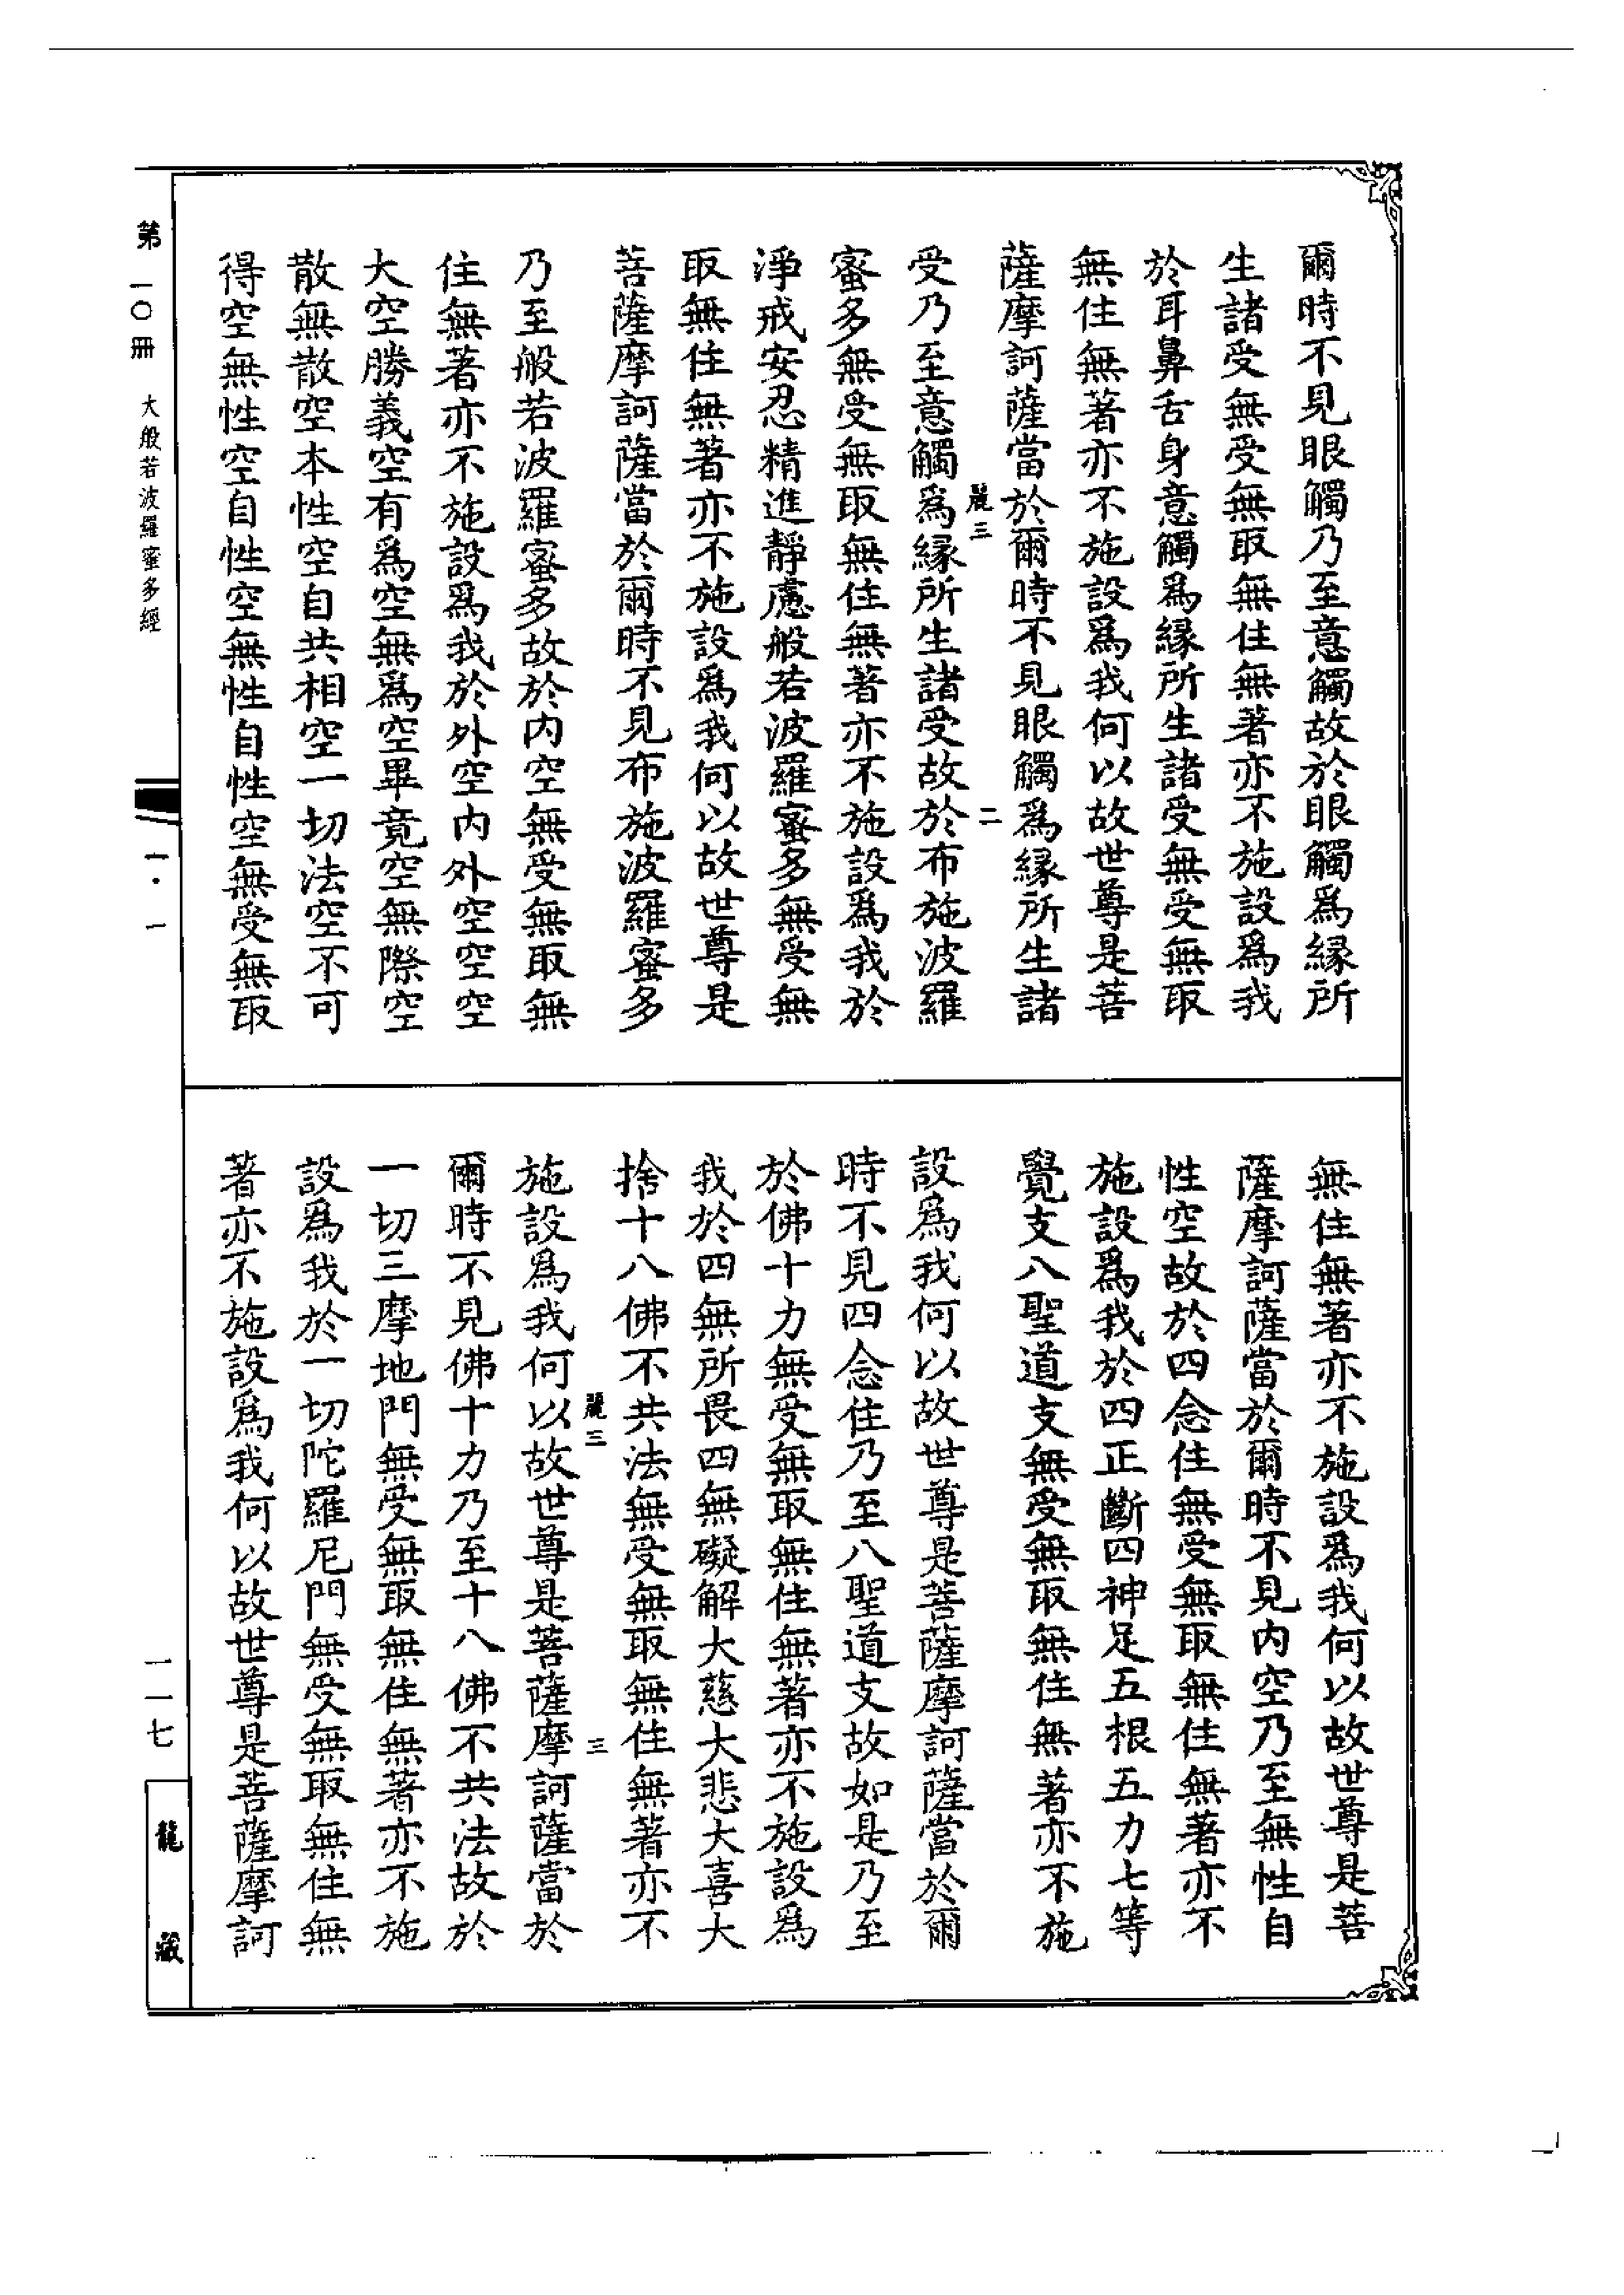 爾時不見眼觸乃至意觸故於眼觸爲緣所
生諸受無受無取無住無著亦不施設爲我
於耳鼻舌身意觸爲緣所生諸受無受無取
無住無著亦不施設爲我何以故世尊是菩
薩摩訶薩當於爾時不見眼觸爲緣所生諸
麗三 二
受乃至意觸爲緣所生諸受故於布施波羅
蜜多無受無取無住無著亦不施設爲我於
淨戒安忍精進靜慮般若波羅蜜多無受無
取無住無著亦不施設爲我何以故世尊是
菩薩摩訶薩當於爾時不見布施波羅蜜多
乃至般若波羅蜜多故於内空無受無取無
住無著亦不施設爲我於外空内外空空空
大空勝義空有爲空無爲空畢竟空無際空
散無散空本性空自共相空一切法空不可
得空無性空自性空無性自性空無受無取
無住無著亦不施設爲我何以故世尊是菩
薩摩訶薩當於爾時不見内空乃至無性自
性空故於四念住無受無取無住無著亦不
施設爲我於四正斷四神足五根五力七等
覺支八聖道支無受無取無住無著亦不施
設爲我何以故世尊是菩薩摩訶薩當於爾
時不見四念住乃至八聖道支故如是乃至
於佛十力無受無取無住無著亦不施設爲
我於四無所畏四無礙解大慈大悲大喜大
捨十八佛不共法無受無取無住無著亦不
麗三 三
施設爲我何以故世尊是菩薩摩訶薩當於
爾時不見佛十力乃至十八佛不共法故於
一切三摩地門無受無取無住無著亦不施
設爲我於一切陀羅尼門無受無取無住無
著亦不施設爲我何以故世尊是菩薩摩訶
第一〇冊 大般若波羅蜜多經 一·一 一一七 龍藏